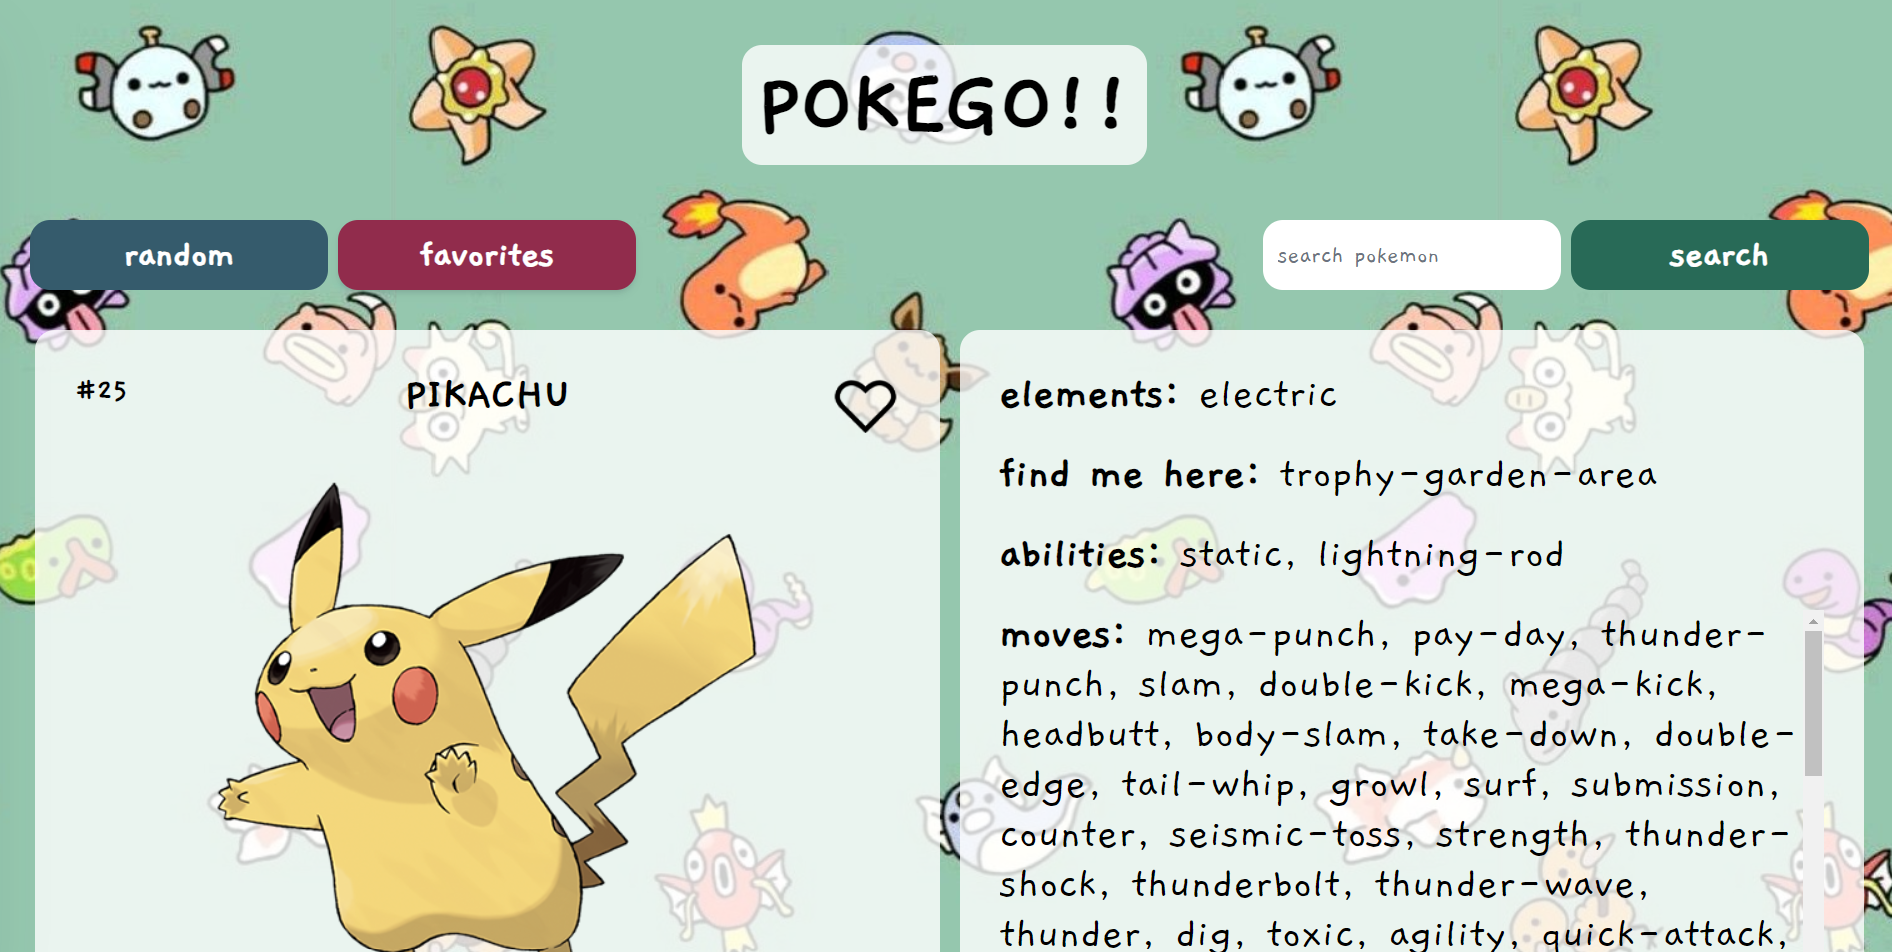 POKEGO!!
random
favorites
search pokemon
search
#25
PIKACHU
elements: electric
find me here: trophy-garden-area
abilities: static, lightning-rod
moves: mega-punch, pay-day, thunder-
punch, slam, double-kick, mega-kick,
headbutt, body-slam, take-down, double-
edge, tail-whip, growl, surf, submission,
counter, seismic-toss, strength, thunder-
shock, thunderbolt, thunder-wave,
thunder, dig, toxic, agility, quick-attack,